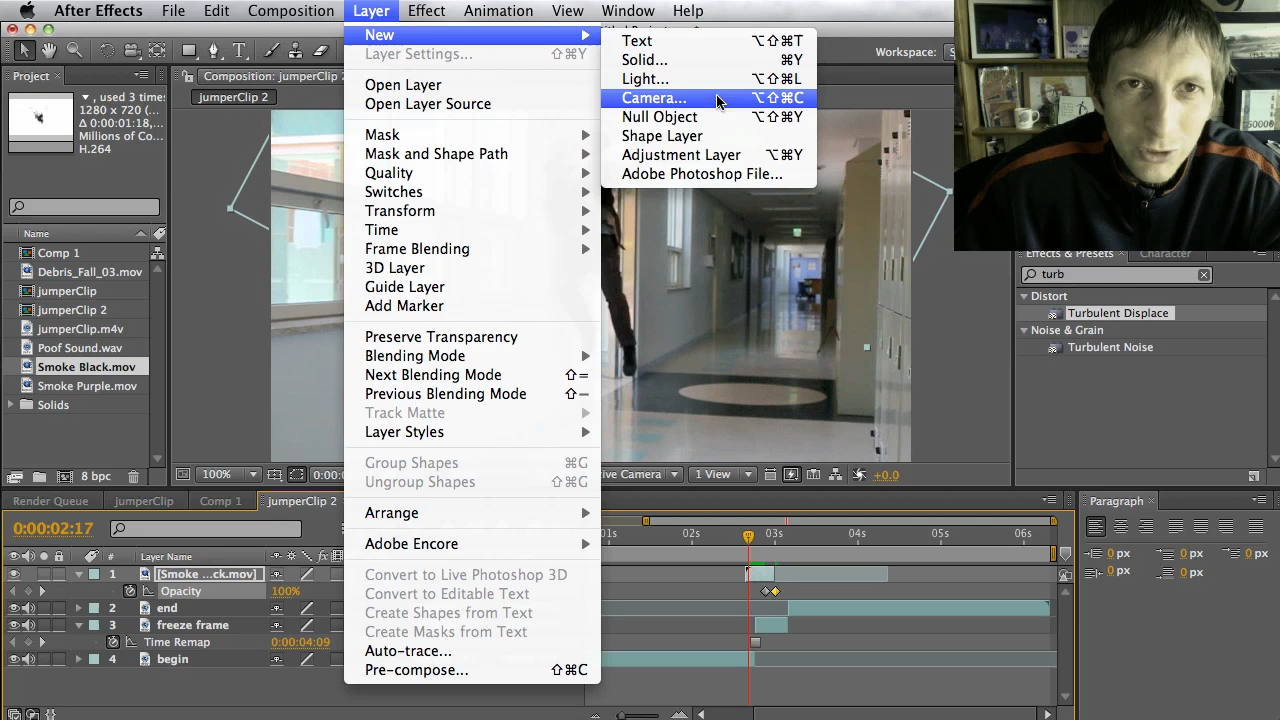 After Effects File Edit Composition Layer Effect Animation View Window Help
New
Layer Settings... ⇧⌘Y
Open Layer
Open Layer Source
Mask
Mask and Shape Path
Quality
Switches
Transform
Time
Frame Blending
3D Layer
Guide Layer
Add Marker
Preserve Transparency
Blending Mode
Next Blending Mode ⇧=
Previous Blending Mode ⇧-
Track Matte
Layer Styles
Group Shapes ⌘G
Ungroup Shapes ⇧⌘G
Arrange
Adobe Encore
Convert to Live Photoshop 3D
Convert to Editable Text
Create Shapes from Text
Create Masks from Text
Auto-trace...
Pre-compose... ⇧⌘C
Text ⌥⇧⌘T
Solid... ⌘Y
Light... ⌥⇧⌘L
Camera... ⌥⇧⌘C
Null Object ⌥⇧⌘Y
Shape Layer
Adjustment Layer ⌥⌘Y
Adobe Photoshop File...
Workspace:
Project
Composition: jumperClip 2
jumperClip 2
, used 3 times
1280 x 720 (...
Δ 0:00:01:18, ...
Millions of Co...
H.264
Name
Comp 1
Debris_Fall_03.mov
jumperClip
jumperClip 2
jumperClip.m4v
Poof Sound.wav
Smoke Black.mov
Smoke Purple.mov
Solids
8 bpc
100%
1 View
+0.0
Effects & Presets Character
turb
Distort
Turbulent Displace
Noise & Grain
Turbulent Noise
Render Queue jumperClip Comp 1 jumperClip 2
0:00:02:17
# Layer Name
1 [Smoke ...ck.mov]
Opacity 100%
2 end
3 freeze frame
Time Remap 0:00:04:09
4 begin
02s 03s 04s 05s 06s
Paragraph
0 px 0 px 0 px
0 px 0 px